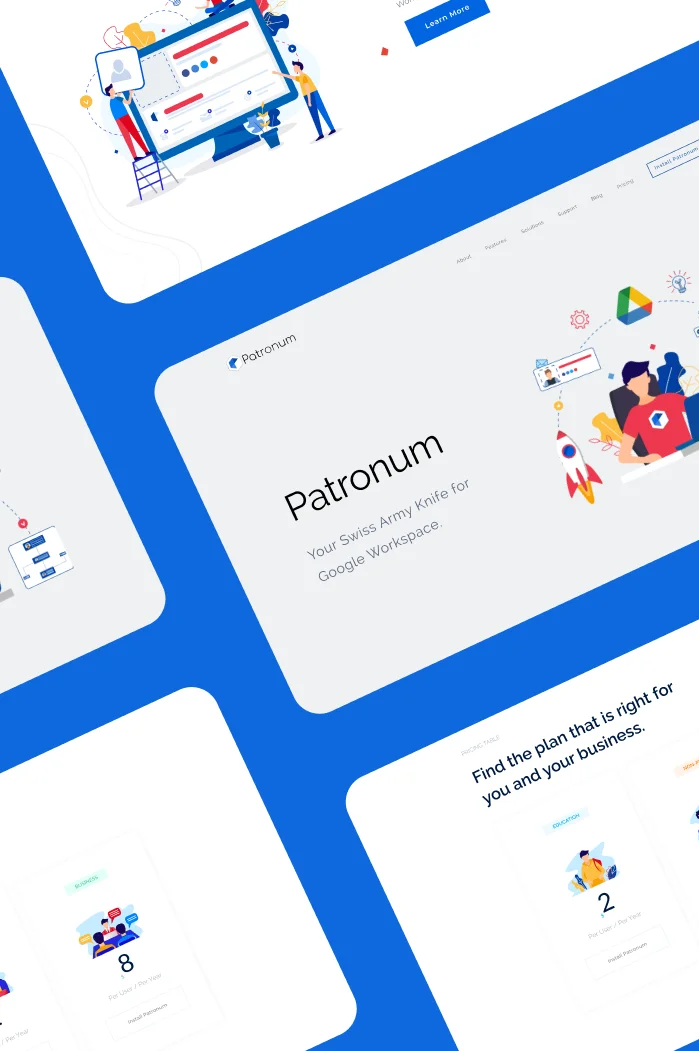 Learn More
About
Features
Solutions
Support
Blog
Pricing
Install Patronum
Patronum
Patronum
Your Swiss Army Knife for
Google Workspace.
PRICING TABLE
Find the plan that is right for
you and your business.
EDUCATION
2
Per User / Per Year
Install Patronum
BUSINESS
8
Per User / Per Year
Install Patronum
/ Per Year